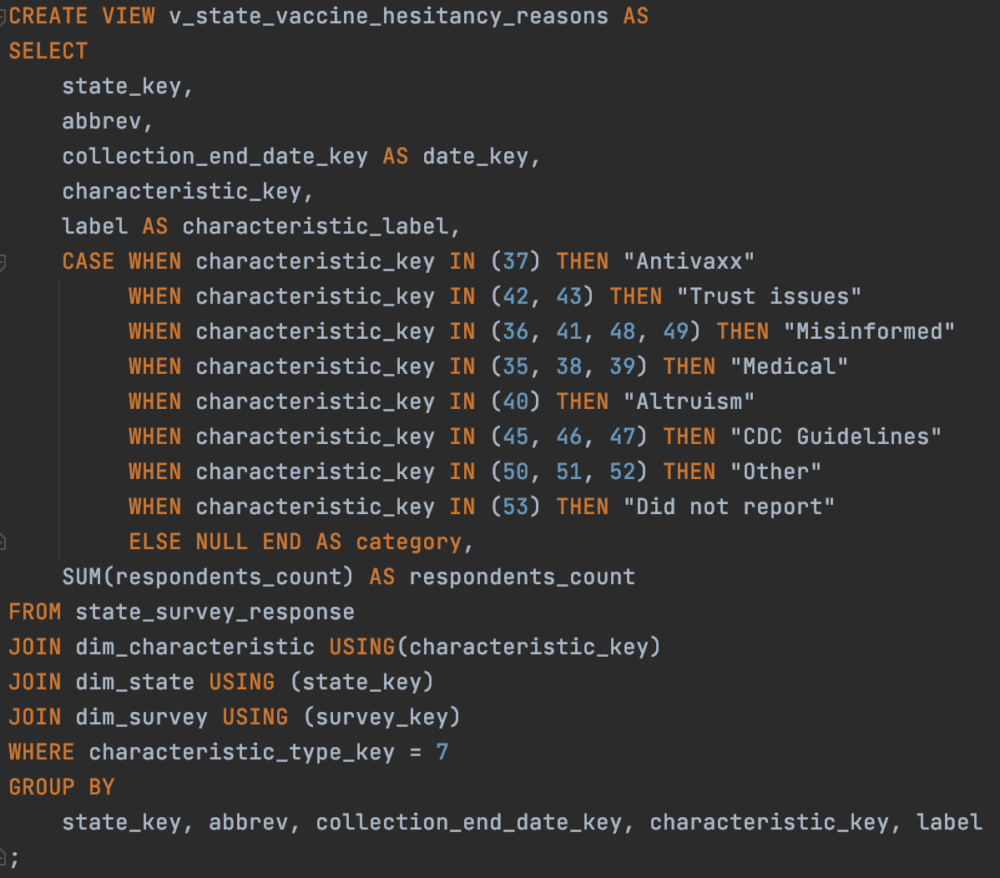 CREATE VIEW v_state_vaccine_hesitancy_reasons AS
SELECT
    state_key,
    abbrev,
    collection_end_date_key AS date_key,
    characteristic_key,
    label AS characteristic_label,
    CASE WHEN characteristic_key IN (37) THEN "Antivaxx"
         WHEN characteristic_key IN (42, 43) THEN "Trust issues"
         WHEN characteristic_key IN (36, 41, 48, 49) THEN "Misinformed"
         WHEN characteristic_key IN (35, 38, 39) THEN "Medical"
         WHEN characteristic_key IN (40) THEN "Altruism"
         WHEN characteristic_key IN (45, 46, 47) THEN "CDC Guidelines"
         WHEN characteristic_key IN (50, 51, 52) THEN "Other"
         WHEN characteristic_key IN (53) THEN "Did not report"
         ELSE NULL END AS category,
    SUM(respondents_count) AS respondents_count
FROM state_survey_response
JOIN dim_characteristic USING(characteristic_key)
JOIN dim_state USING (state_key)
JOIN dim_survey USING (survey_key)
WHERE characteristic_type_key = 7
GROUP BY
    state_key, abbrev, collection_end_date_key, characteristic_key, label
;